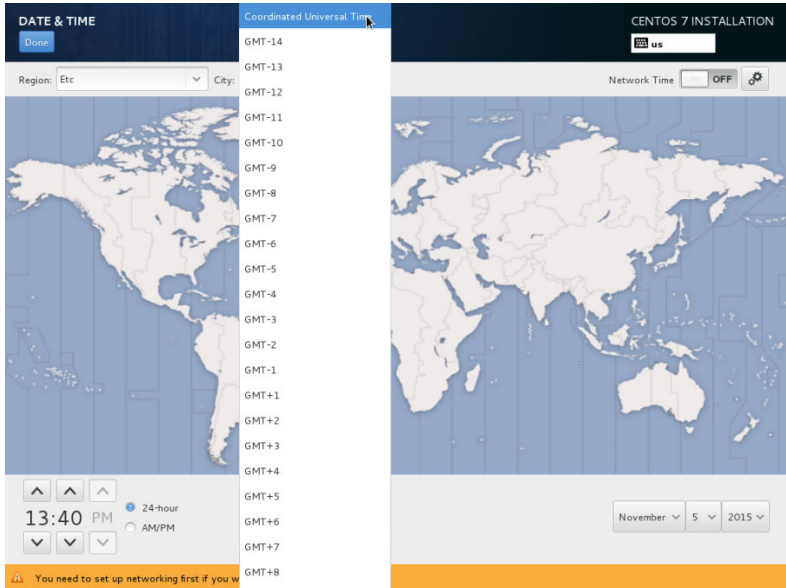 DATE & TIME
Done
CENTOS 7 INSTALLATION
us
Region: Etc
City:
Network Time OFF
Coordinated Universal Time
GMT-14
GMT-13
GMT-12
GMT-11
GMT-10
GMT-9
GMT-8
GMT-7
GMT-6
GMT-5
GMT-4
GMT-3
GMT-2
GMT-1
GMT+1
GMT+2
GMT+3
GMT+4
GMT+5
GMT+6
GMT+7
GMT+8
13:40 PM
24-hour
AM/PM
November 5 2015
You need to set up networking first if you w